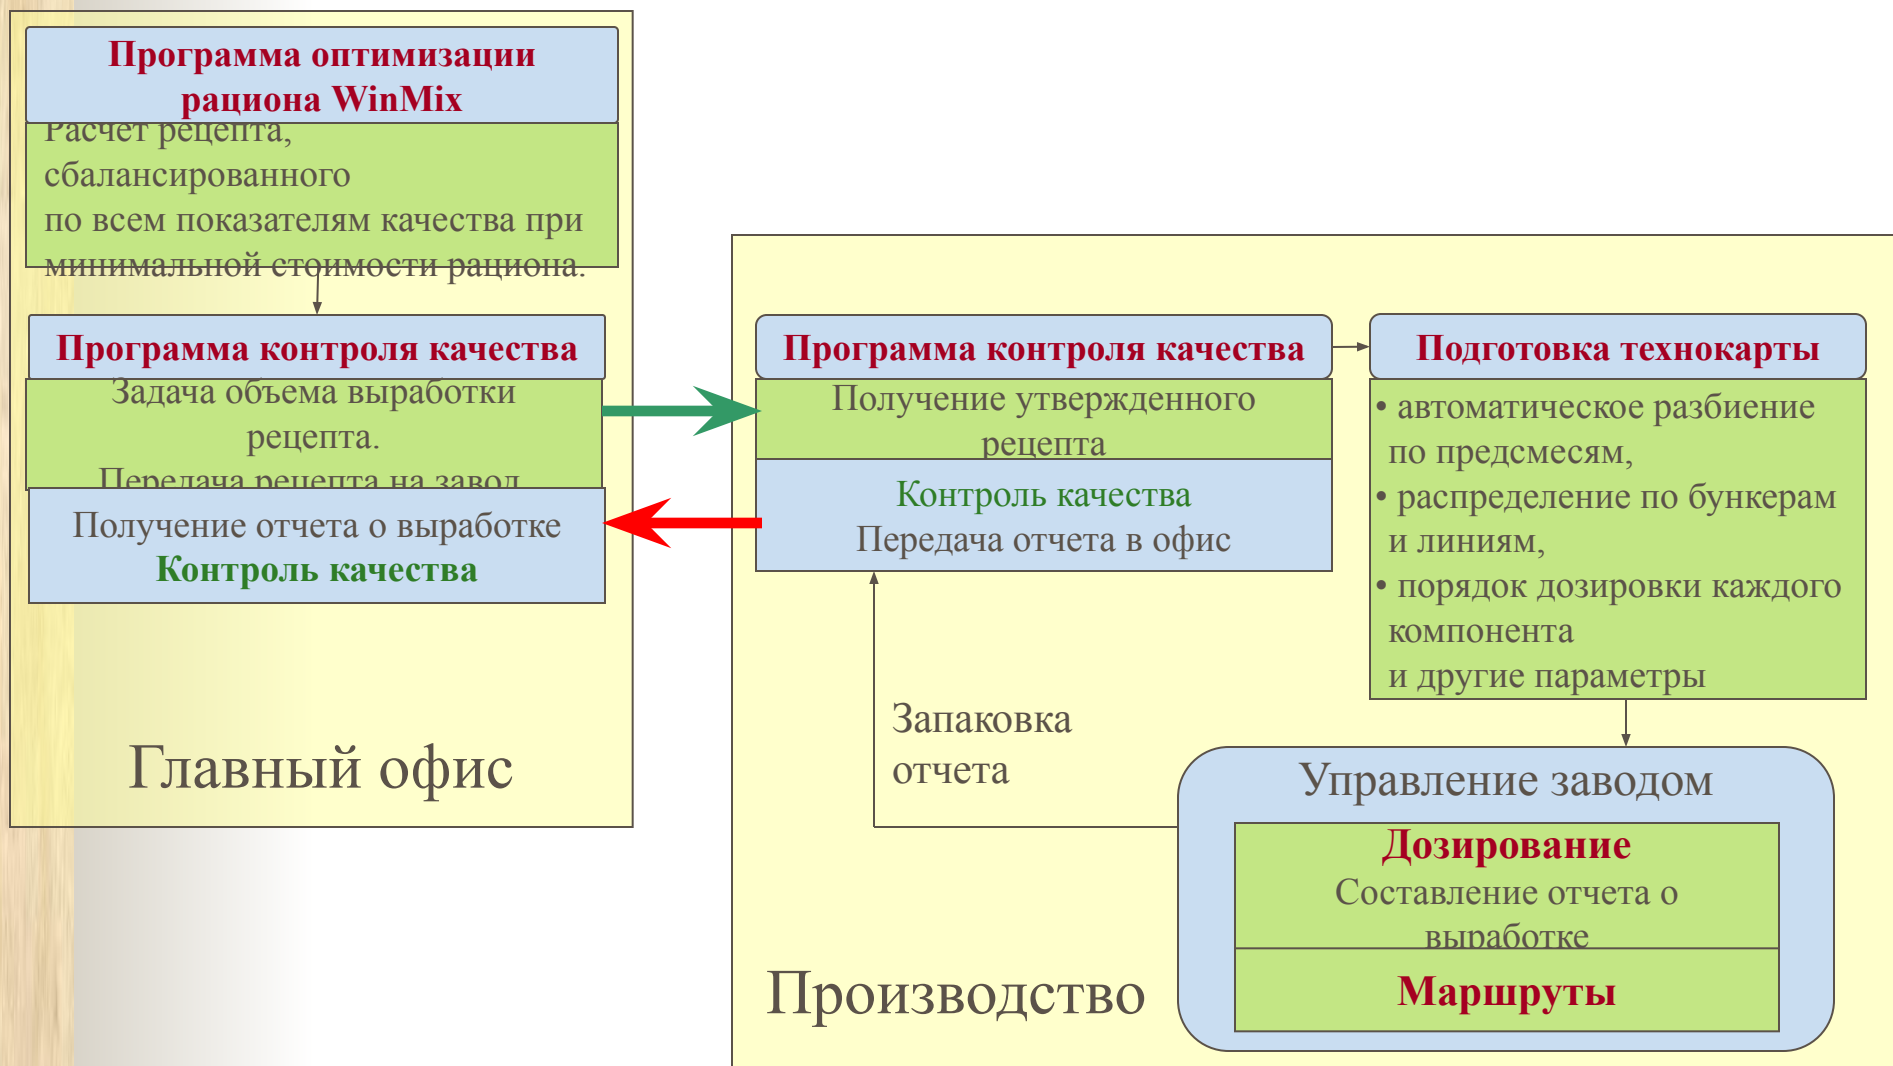 Программа оптимизации
рациона WinMix
Расчет рецепта,
сбалансированного
по всем показателям качества при
минимальной стоимости рациона.
Программа контроля качества
Задача объема выработки
рецепта.
Передача рецепта на завод
Получение отчета о выработке
Контроль качества
Главный офис
Программа контроля качества
Получение утвержденного
рецепта
Контроль качества
Передача отчета в офис
Подготовка технокарты
• автоматическое разбиение
по предсмесям,
• распределение по бункерам
и линиям,
• порядок дозировки каждого
компонента
и другие параметры
Запаковка
отчета
Управление заводом
Дозирование
Составление отчета о
выработке
Маршруты
Производство